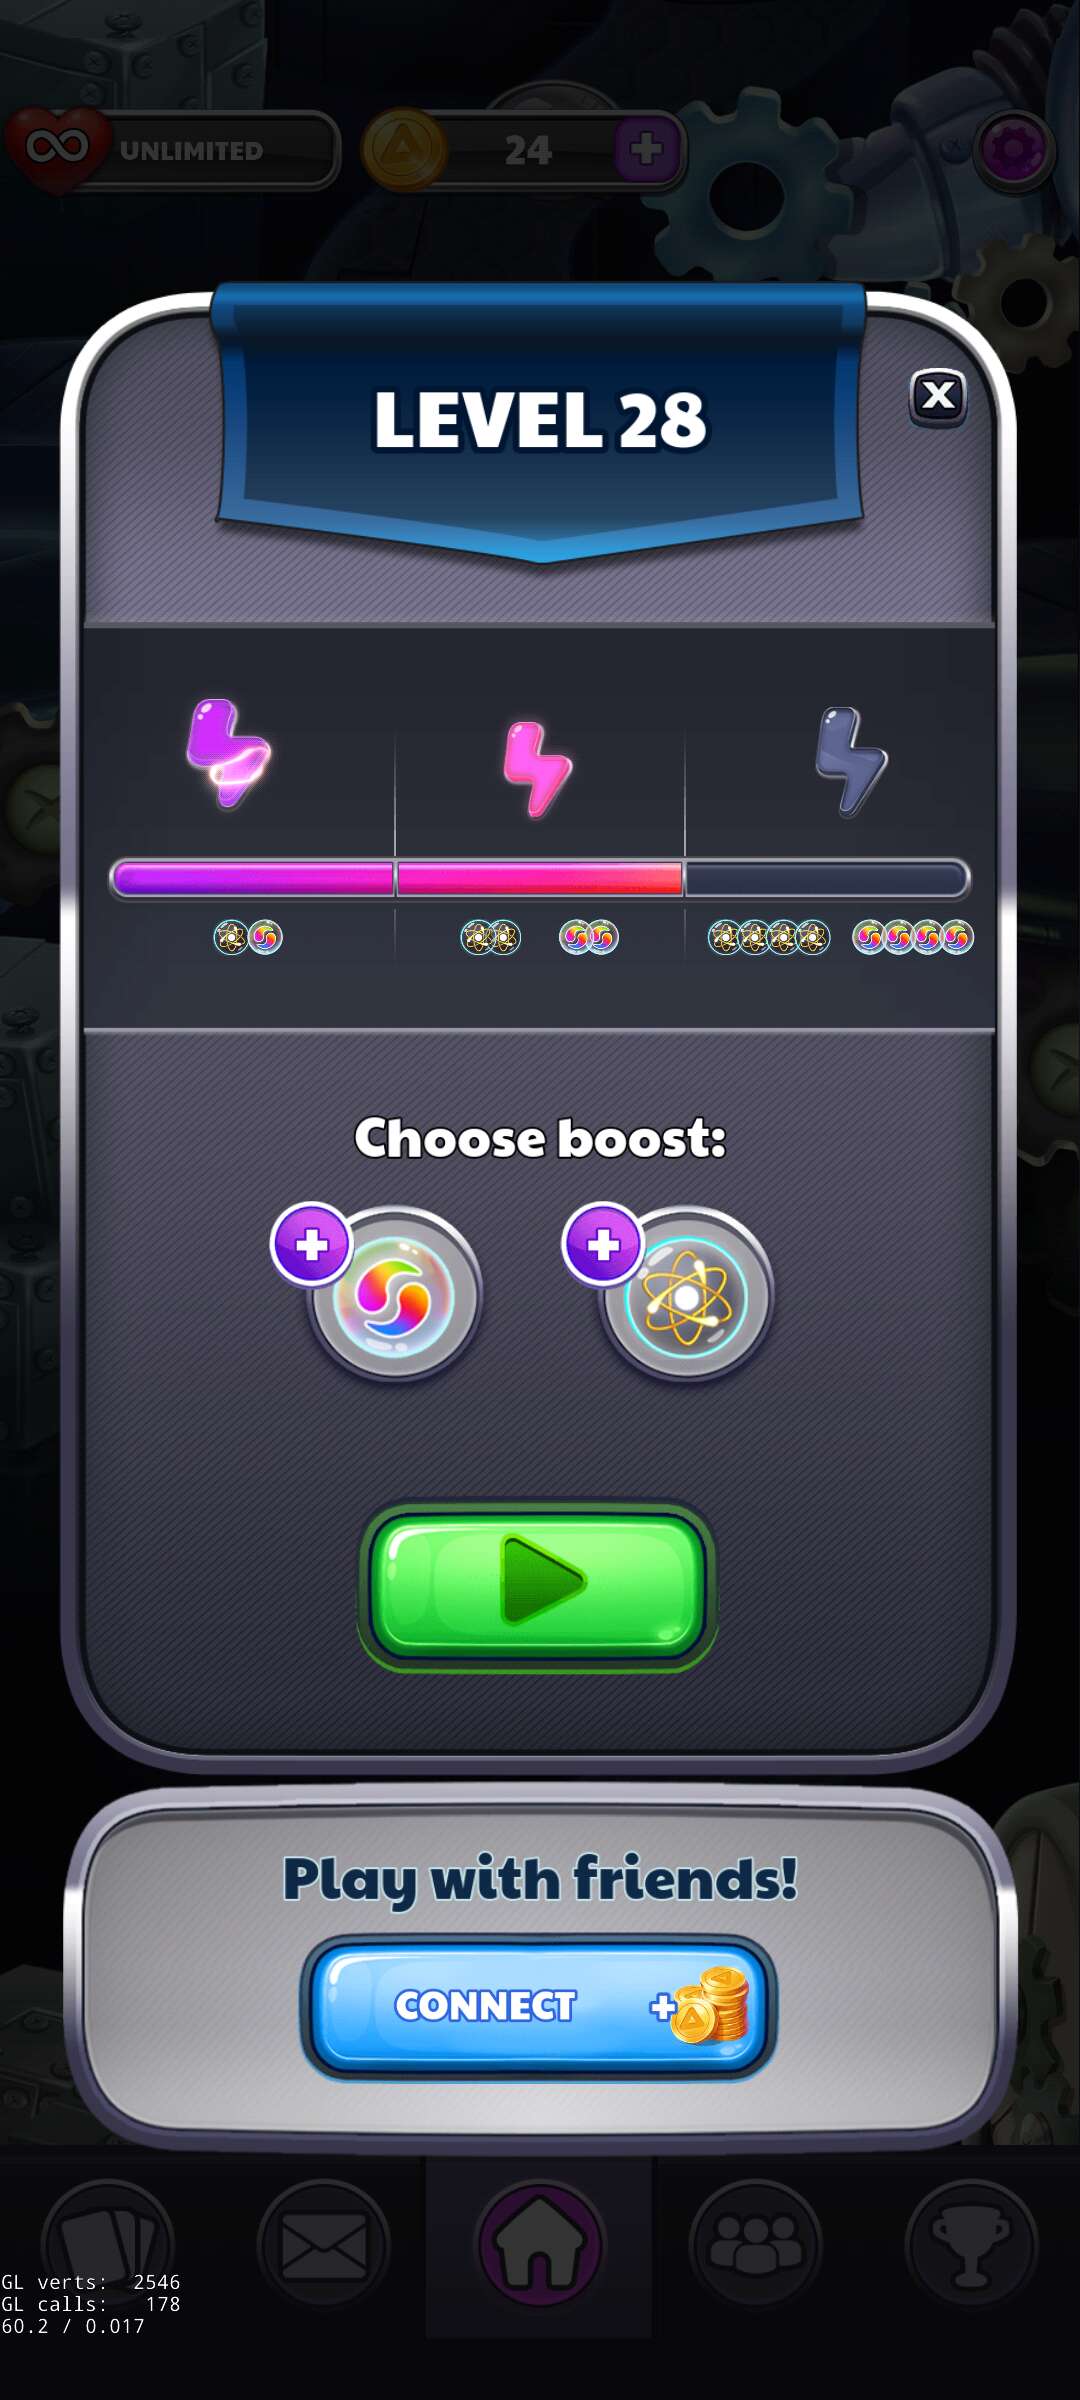 UNLIMITED
24
LEVEL 28
X
Choose boost:
Play with friends!
CONNECT +
GL verts: 2546
GL calls: 178
60.2 / 0.017